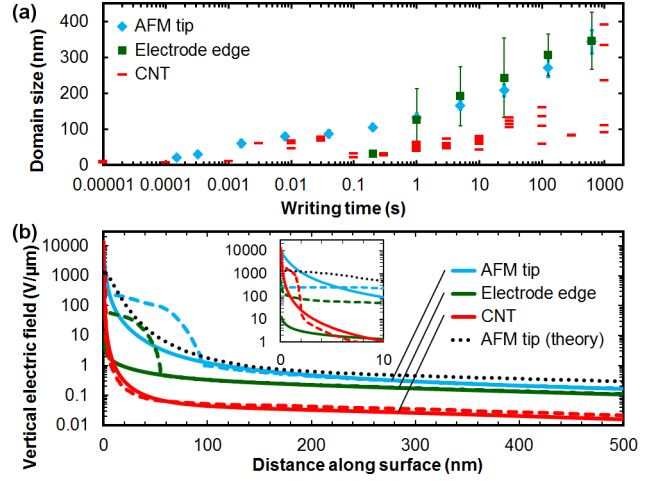 (a)
400
300
200
100
0
Domain size (nm)
AFM tip
Electrode edge
CNT
0.00001 0.0001 0.001 0.01 0.1 1 10 100 1000
Writing time (s)
(b)
10000
1000
100
10
1
0.1
0.01
Vertical electric field (V/μm)
10000
1000
100
10
1
0 10
AFM tip
Electrode edge
CNT
AFM tip (theory)
0 100 200 300 400 500
Distance along surface (nm)